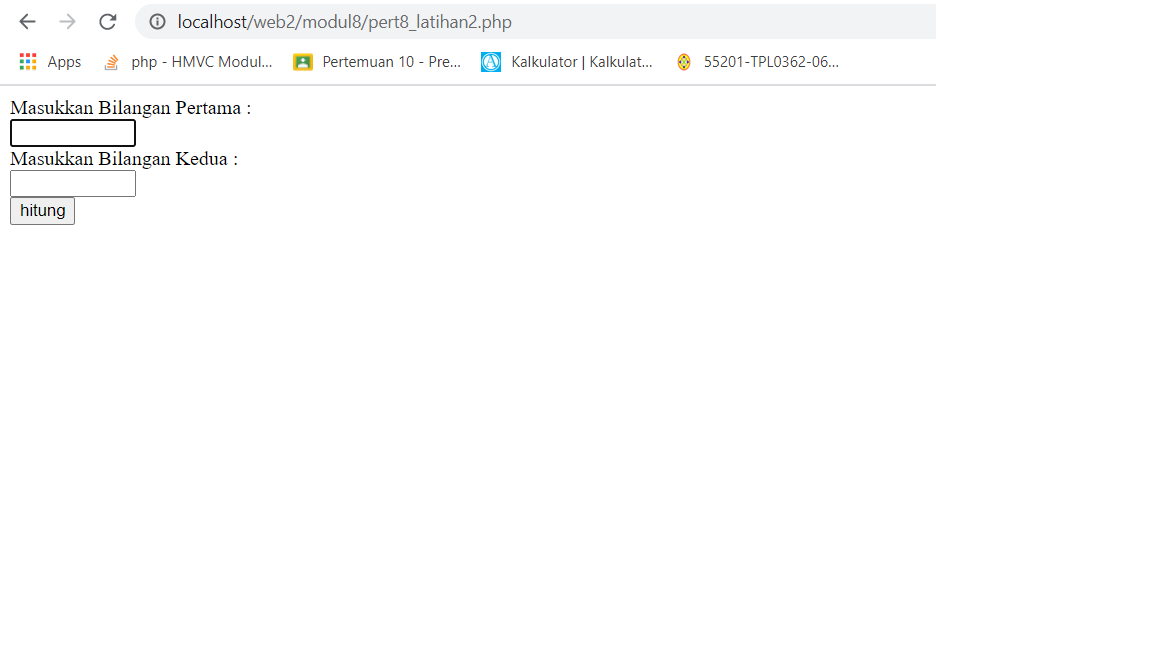 localhost/web2/modul8/pert8_latihan2.php
Apps php - HMVC Modul... Pertemuan 10 - Pre... Kalkulator | Kalkulat... 55201-TPL0362-06...
Masukkan Bilangan Pertama :
Masukkan Bilangan Kedua :
hitung